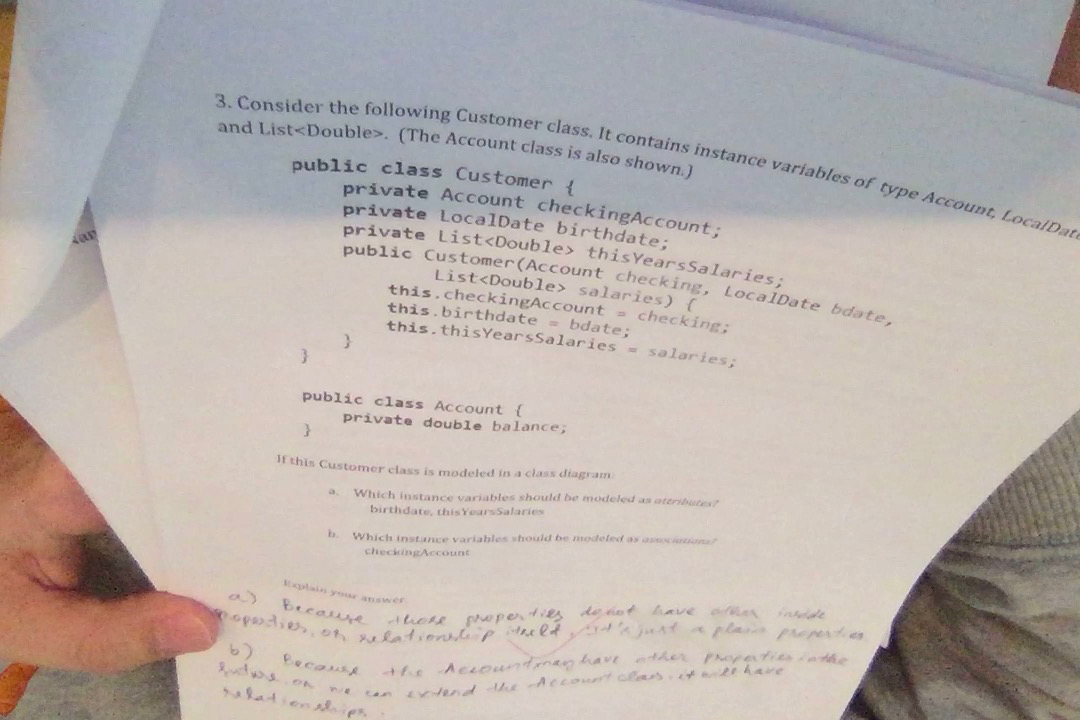 3. Consider the following Customer class. It contains instance variables of type Account, LocalDate
and List<Double>. (The Account class is also shown.)
public class Customer {
private Account checkingAccount;
private LocalDate birthdate;
private List<Double> thisYearsSalaries;
public Customer(Account checking, LocalDate bdate,
List<Double> salaries) {
this.checkingAccount = checking;
this.birthdate = bdate;
this.thisYearsSalaries = salaries;
}
}
public class Account {
private double balance;
}
If this Customer class is modeled in a class diagram:
a. Which instance variables should be modeled as attributes?
birthdate, thisYearsSalaries
b. Which instance variables should be modeled as associations?
checkingAccount
Explain your answer.
a) Because those properties do not have other inside
properties, or relationship itself, it's just a plain properties
b) Because the Account may have other properties in the
future, or we can extend the Account class, it will have
relationships.